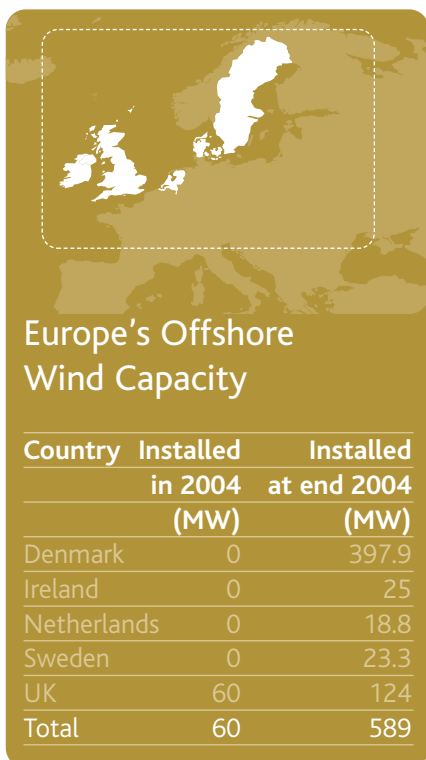 Europe’s Offshore
Wind Capacity
Country Installed Installed
in 2004 at end 2004
(MW) (MW)
Denmark 0 397.9
Ireland 0 25
Netherlands 0 18.8
Sweden 0 23.3
UK 60 124
Total 60 589